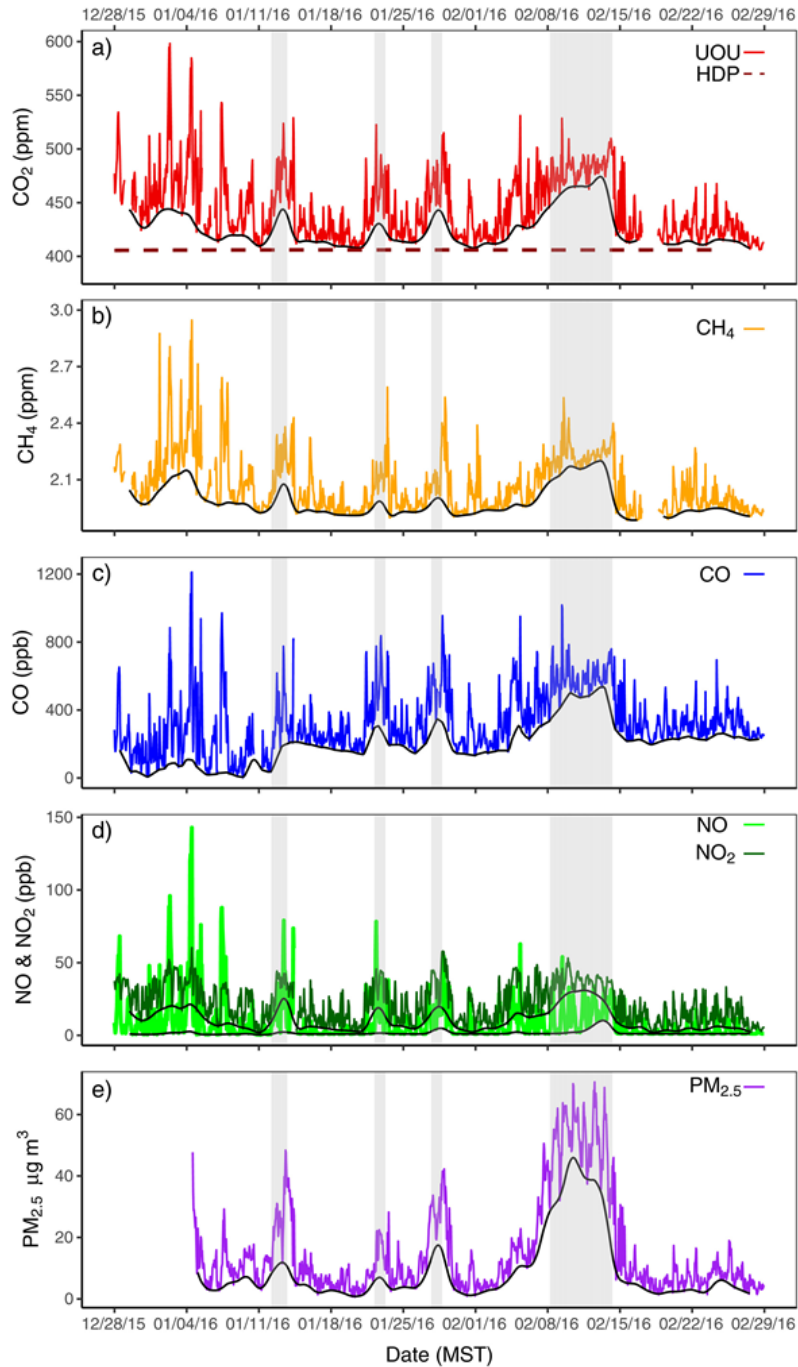 12/28/15 01/04/16 01/11/16 01/18/16 01/25/16 02/01/16 02/08/16 02/15/16 02/22/16 02/29/16
a)
UOU
HDP
600
550
500
450
400
CO₂ (ppm)
b)
CH₄
3.0
2.7
2.4
2.1
CH₄ (ppm)
c)
CO
1200
800
400
0
CO (ppb)
d)
NO
NO₂
150
100
50
0
NO & NO₂ (ppb)
e)
PM₂.₅
60
40
20
0
PM₂.₅ µg m³
12/28/15 01/04/16 01/11/16 01/18/16 01/25/16 02/01/16 02/08/16 02/15/16 02/22/16 02/29/16
Date (MST)